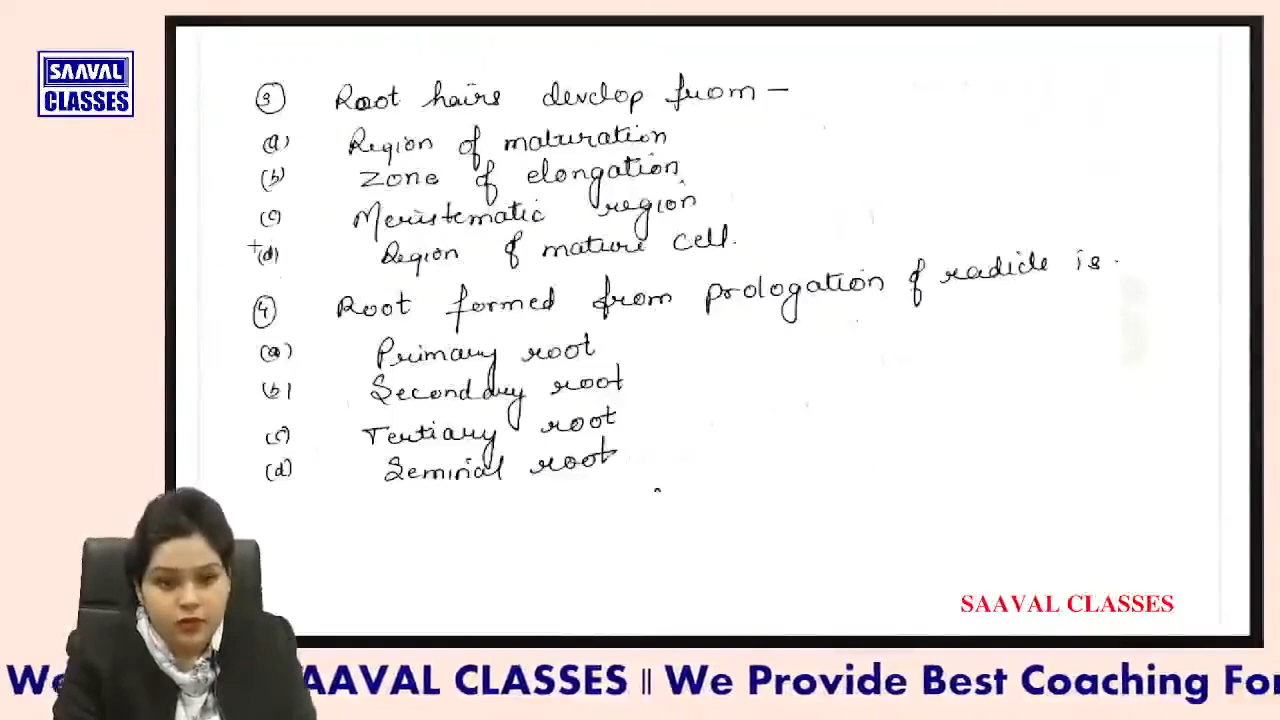 SAAVAL
CLASSES
3 Root hairs develop from –
(a) Region of maturation
(b) Zone of elongation
(c) Meristematic region
(d) Region of mature cell.
4 Root formed from prologation of radicle is.
(a) Primary root
(b) Secondary root
(c) Tertiary root
(d) Seminal root
SAAVAL CLASSES
We AAVAL CLASSES || We Provide Best Coaching For